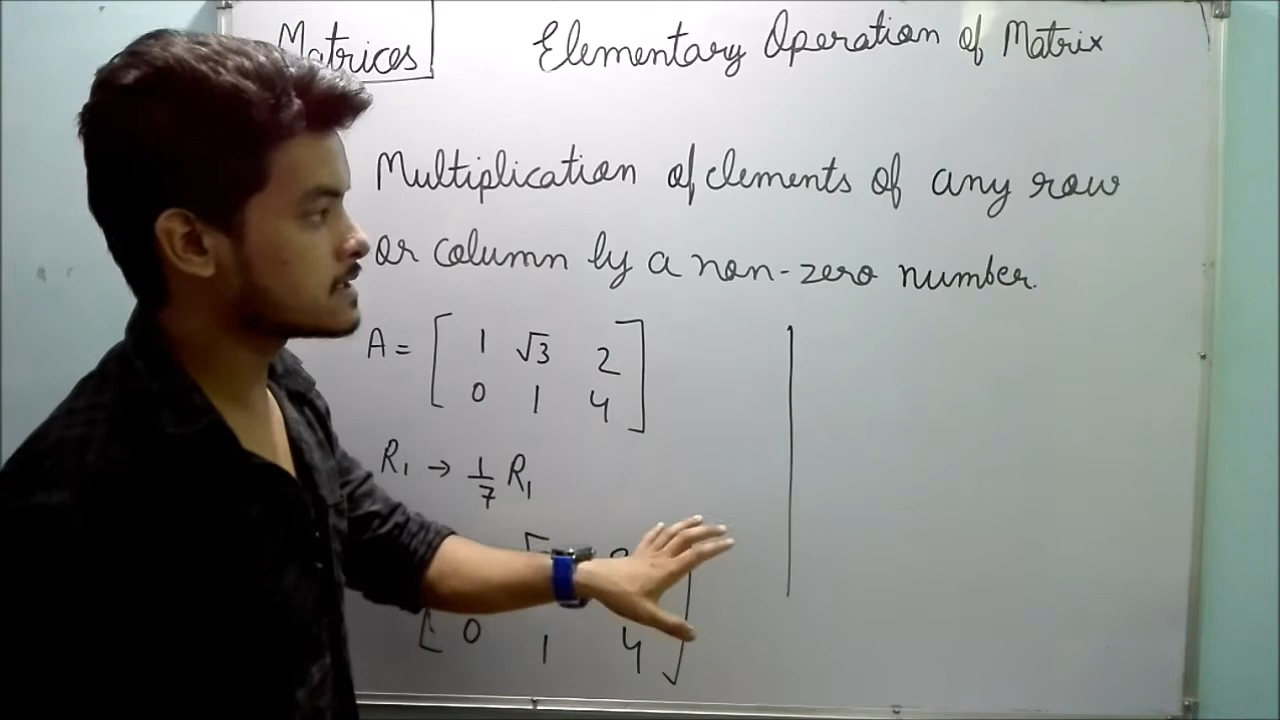 Matrices
Elementary Operation of Matrix
Multiplication of elements of any row
or column by a non-zero number.
A = [ 1 √3 2
0 1 4 ]
R₁ → 1/7 R₁
[ 0 1 4 ]